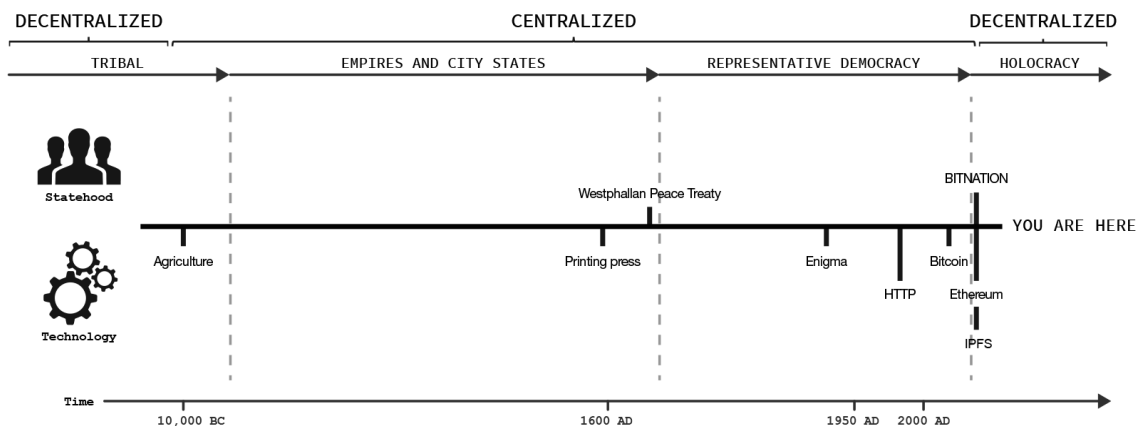 DECENTRALIZED CENTRALIZED DECENTRALIZED
TRIBAL EMPIRES AND CITY STATES REPRESENTATIVE DEMOCRACY HOLOCRACY
Statehood
BITNATION
Westphallan Peace Treaty
YOU ARE HERE
Agriculture Printing press Enigma Bitcoin
HTTP Ethereum
Technology
IPFS
Time
10,000 BC 1600 AD 1950 AD 2000 AD